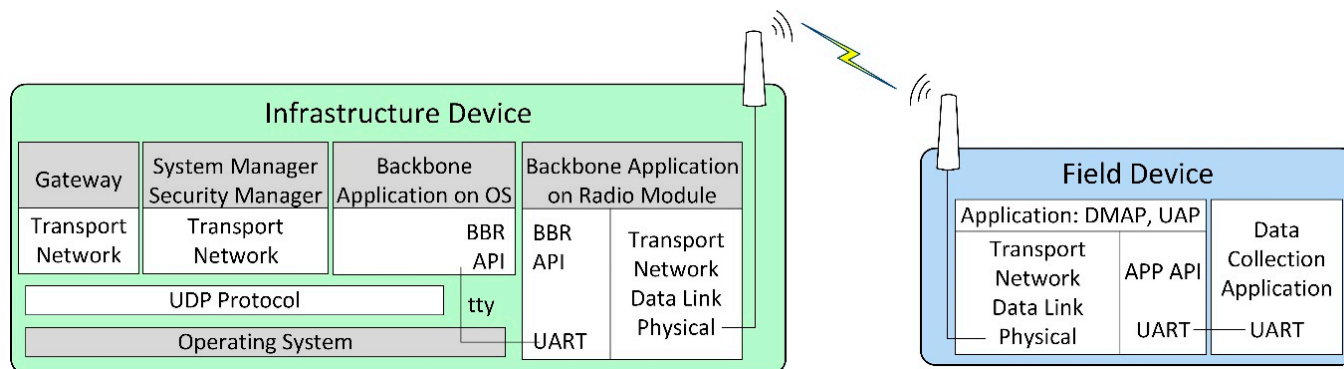 Infrastructure Device
Gateway
System Manager
Security Manager
Backbone
Application on OS
Backbone Application
on Radio Module
Transport
Network
Transport
Network
BBR
API
BBR
API
UART
Transport
Network
Data Link
Physical
UDP Protocol
tty
Operating System
Field Device
Application: DMAP, UAP
Transport
Network
Data Link
Physical
APP API
UART
Data
Collection
Application
UART